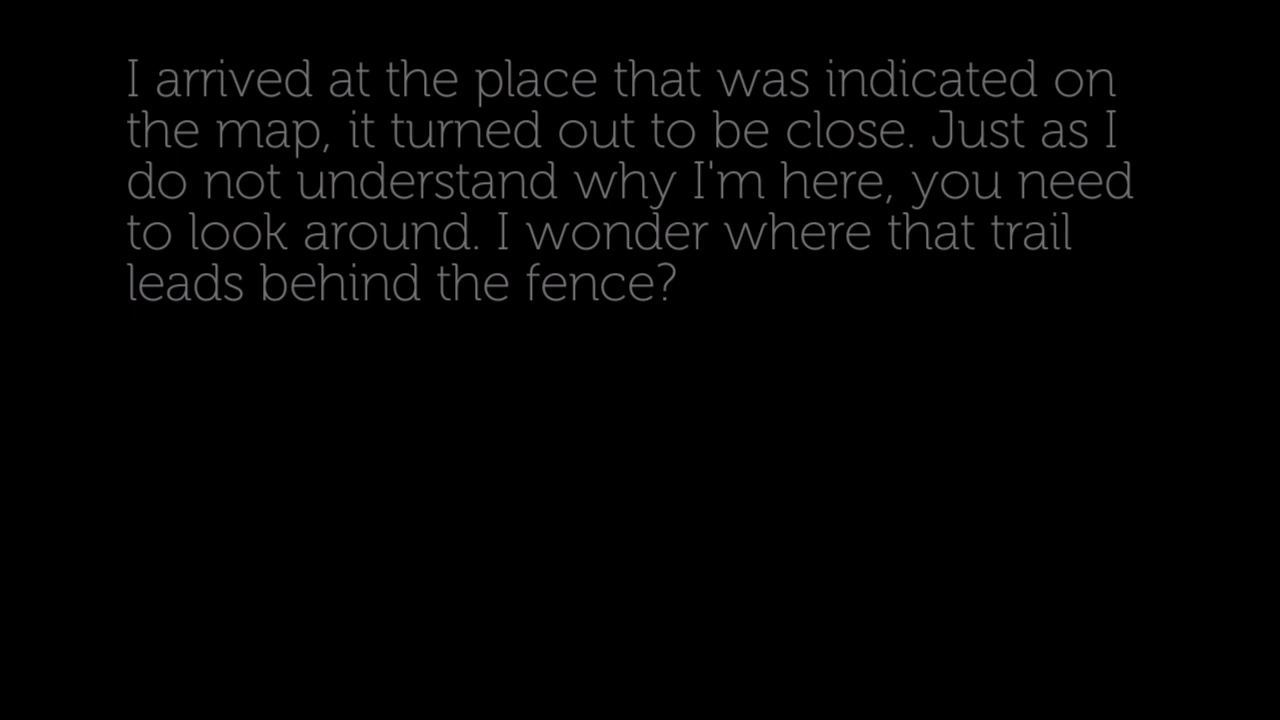 I arrived at the place that was indicated on
the map, it turned out to be close. Just as I
do not understand why I'm here, you need
to look around. I wonder where that trail
leads behind the fence?